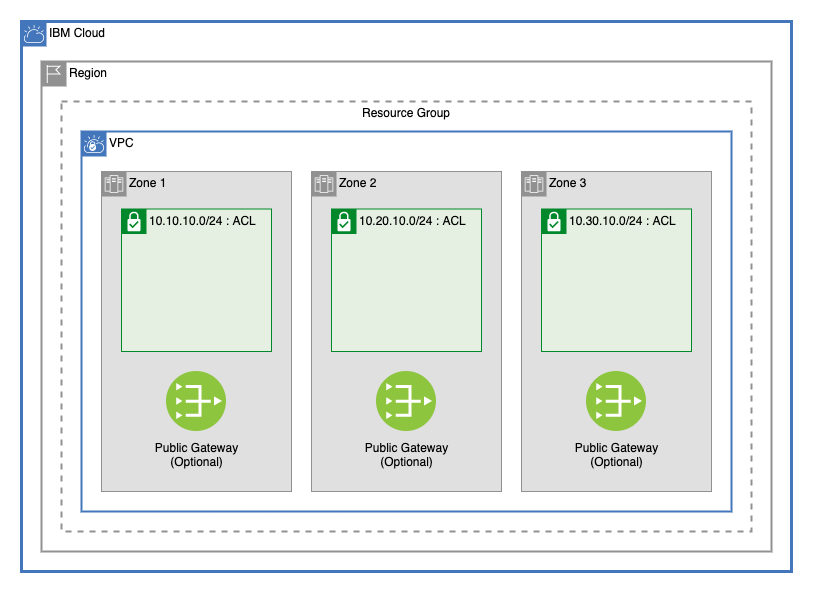 IBM Cloud
Region
Resource Group
VPC
Zone 1
10.10.10.0/24 : ACL
Public Gateway
(Optional)
Zone 2
10.20.10.0/24 : ACL
Public Gateway
(Optional)
Zone 3
10.30.10.0/24 : ACL
Public Gateway
(Optional)